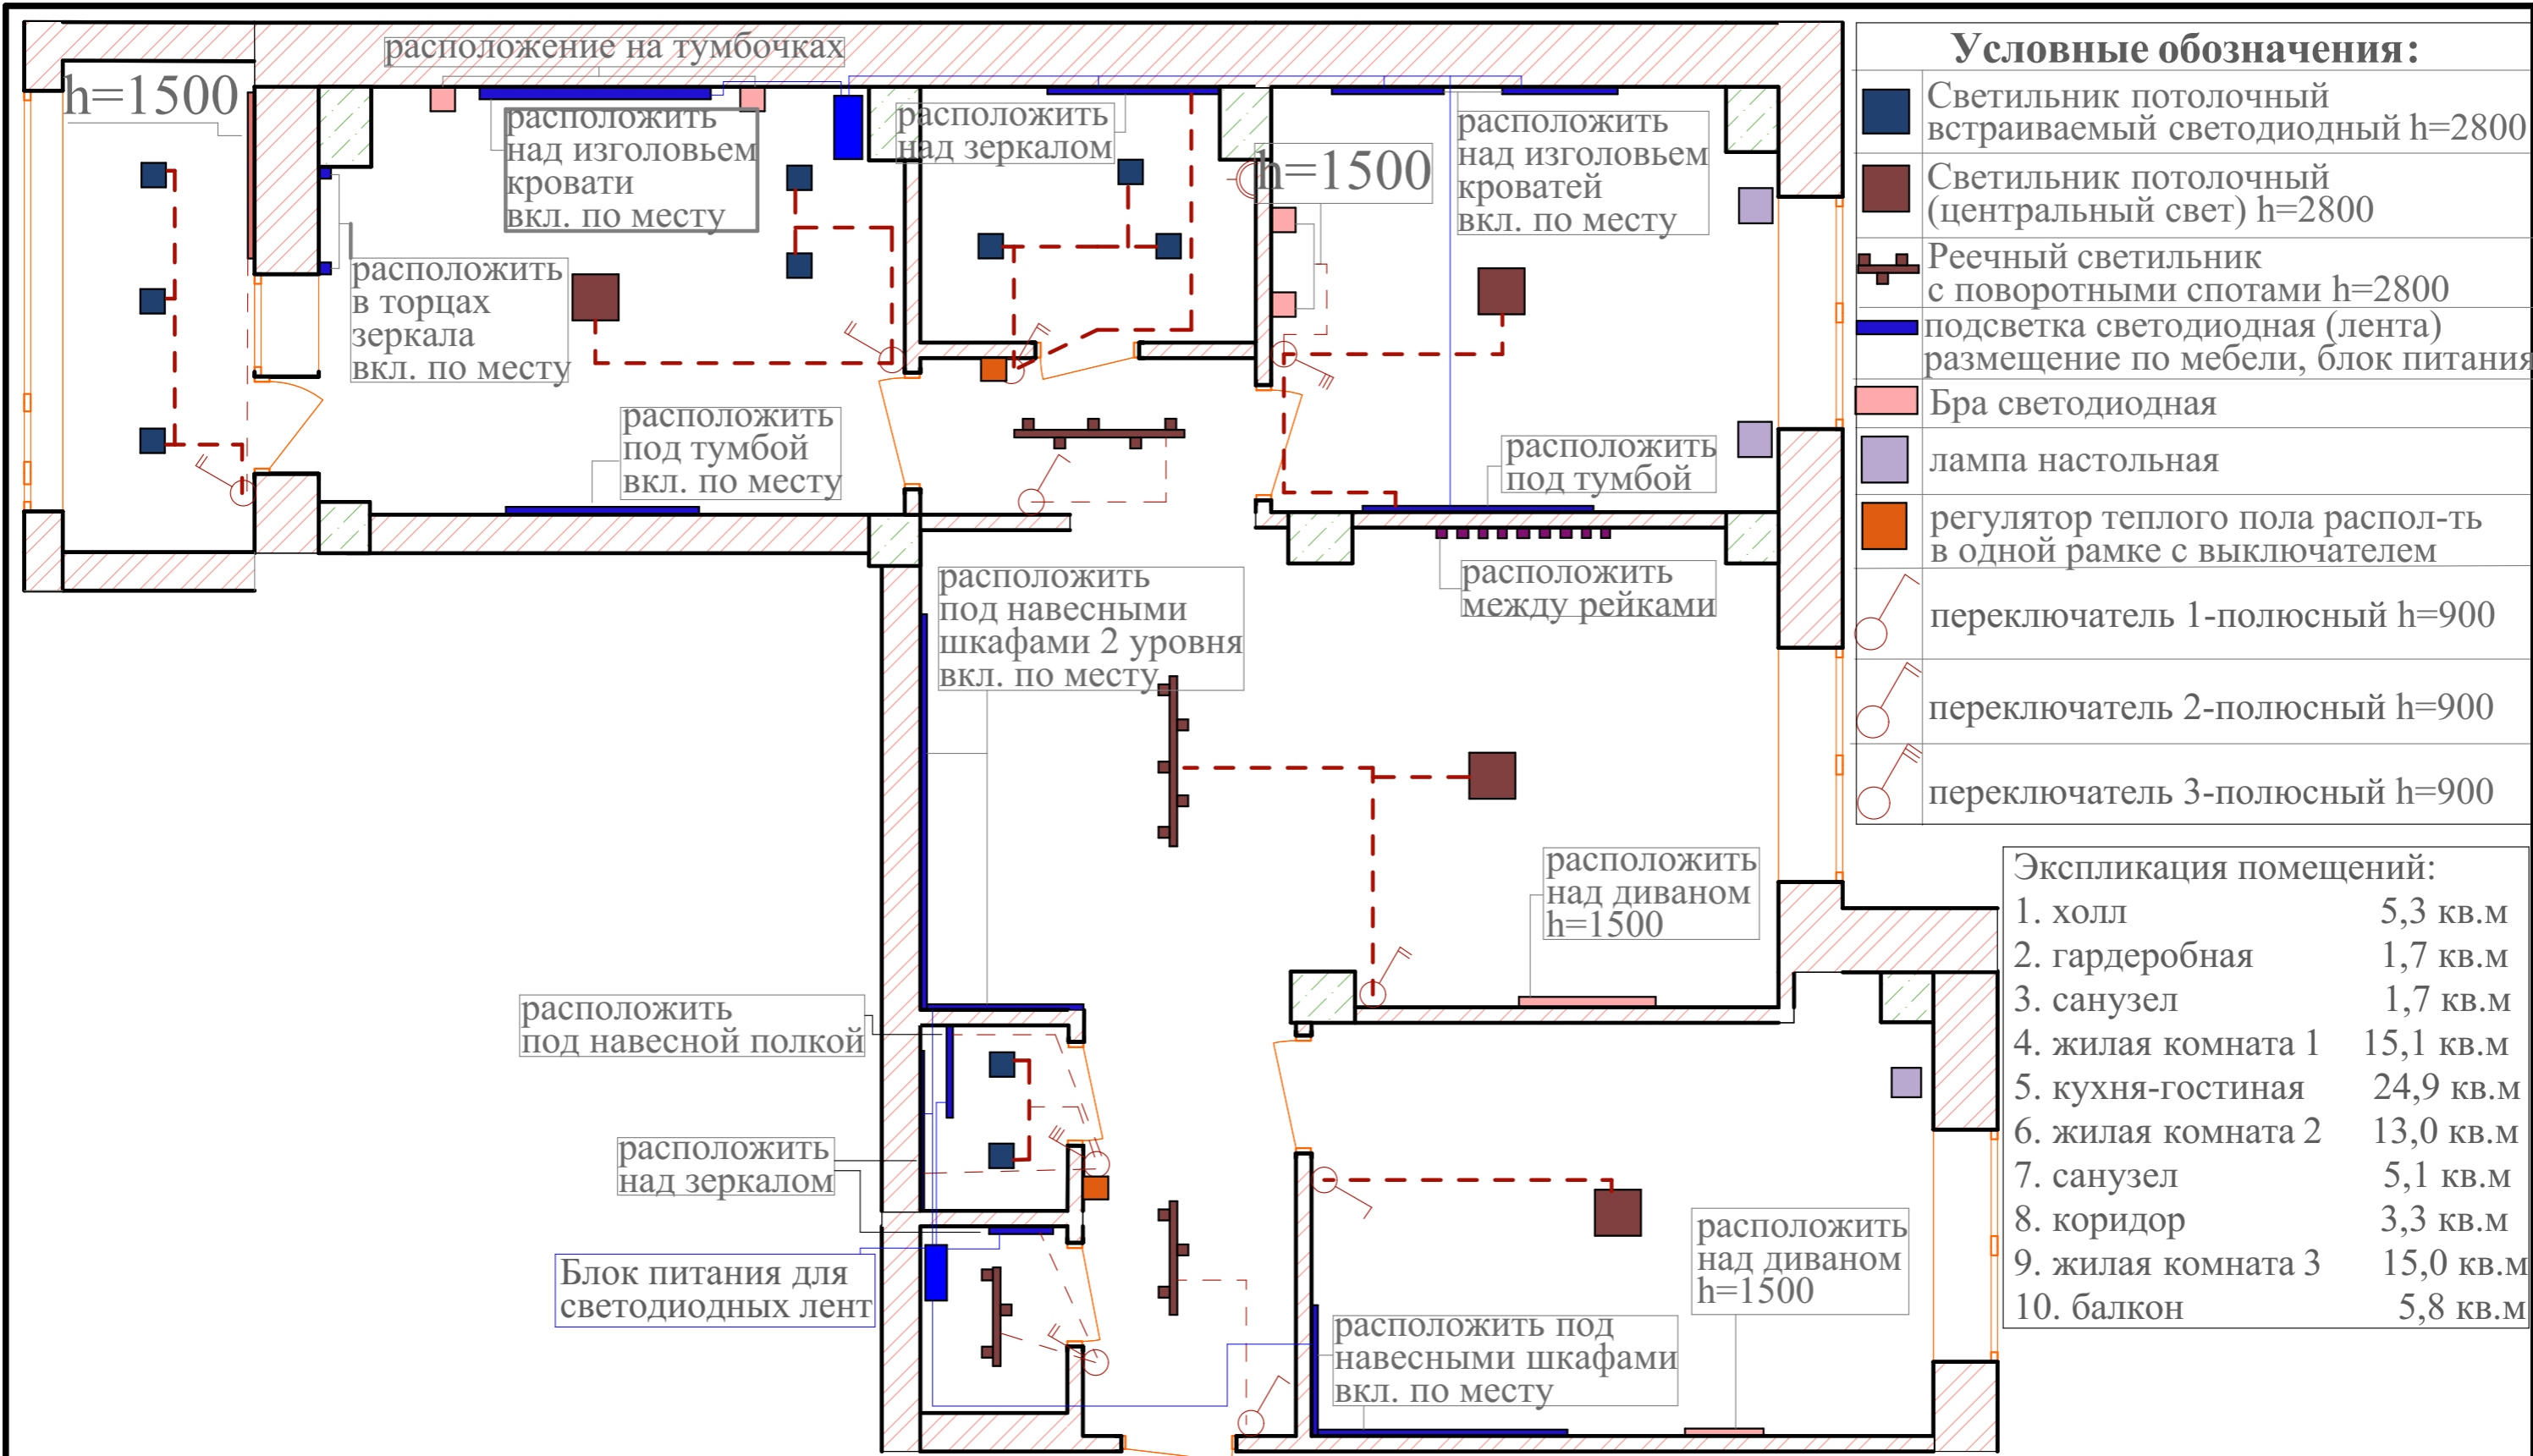 расположение на тумбочках
h=1500
расположить
над изголовьем
кровати
вкл. по месту
расположить
над зеркалом
h=1500
расположить
над изголовьем
кроватей
вкл. по месту
расположить
в торцах
зеркала
вкл. по месту
расположить
под тумбой
вкл. по месту
расположить
под тумбой
расположить
под навесными
шкафами 2 уровня
вкл. по месту
расположить
между рейками
расположить
над диваном
h=1500
расположить
под навесной полкой
расположить
над зеркалом
Блок питания для
светодиодных лент
расположить
над диваном
h=1500
расположить под
навесными шкафами
вкл. по месту
Условные обозначения:
Светильник потолочный
встраиваемый светодиодный h=2800
Светильник потолочный
(центральный свет) h=2800
Реечный светильник
с поворотными спотами h=2800
подсветка светодиодная (лента)
размещение по мебели, блок питания
Бра светодиодная
лампа настольная
регулятор теплого пола распол-ть
в одной рамке с выключателем
переключатель 1-полюсный h=900
переключатель 2-полюсный h=900
переключатель 3-полюсный h=900
Экспликация помещений:
1. холл 5,3 кв.м
2. гардеробная 1,7 кв.м
3. санузел 1,7 кв.м
4. жилая комната 1 15,1 кв.м
5. кухня-гостиная 24,9 кв.м
6. жилая комната 2 13,0 кв.м
7. санузел 5,1 кв.м
8. коридор 3,3 кв.м
9. жилая комната 3 15,0 кв.м
10. балкон 5,8 кв.м